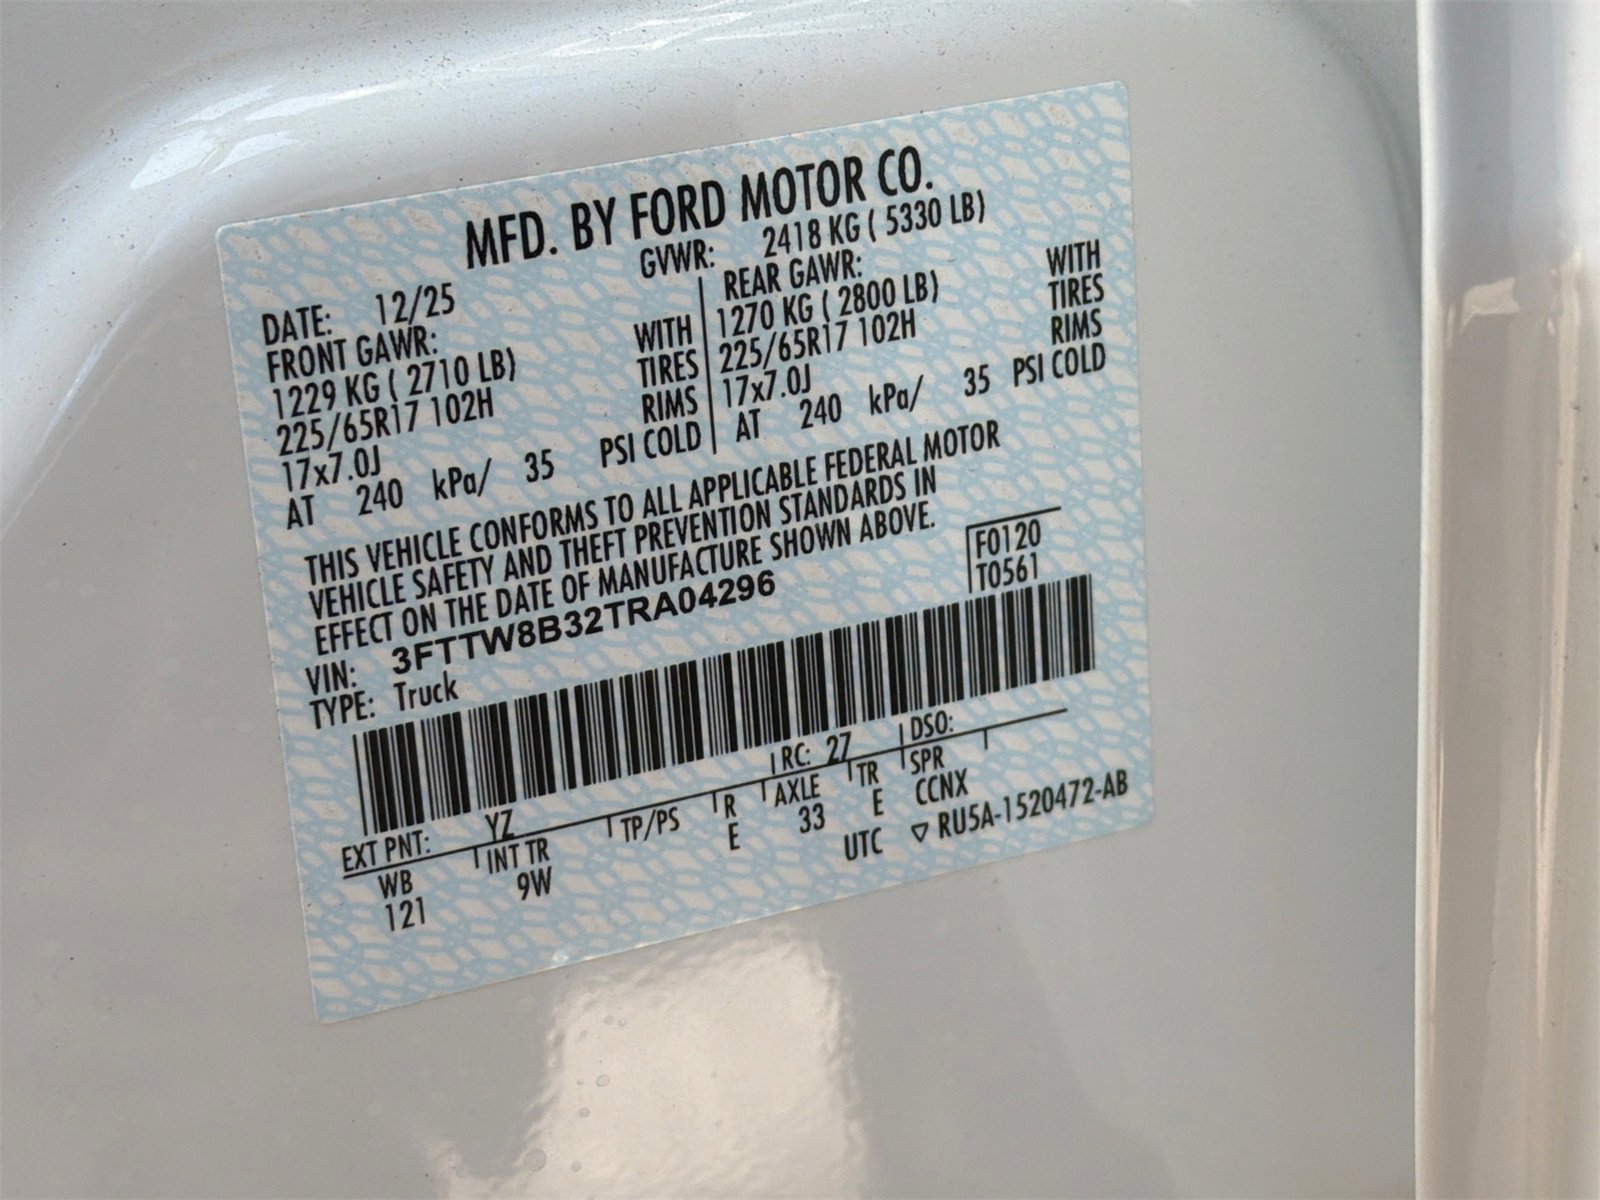 MFD. BY FORD MOTOR CO.
DATE: 12/25 GVWR: 2418 KG ( 5330 LB)
FRONT GAWR: REAR GAWR:
1229 KG ( 2710 LB) WITH 1270 KG ( 2800 LB) WITH
225/65R17 102H TIRES 225/65R17 102H TIRES
17x7.0J RIMS 17x7.0J RIMS
AT 240 kPa/ 35 PSI COLD AT 240 kPa/ 35 PSI COLD
THIS VEHICLE CONFORMS TO ALL APPLICABLE FEDERAL MOTOR
VEHICLE SAFETY AND THEFT PREVENTION STANDARDS IN
EFFECT ON THE DATE OF MANUFACTURE SHOWN ABOVE.
F0120
T0561
VIN: 3FTTW8B32TRA04296
TYPE: Truck
EXT PNT: YZ RC: 27 DSO:
WB INT TR TP/PS R AXLE TR SPR
121 9W E 33 E CCNX
UTC ▽ RU5A-1520472-AB